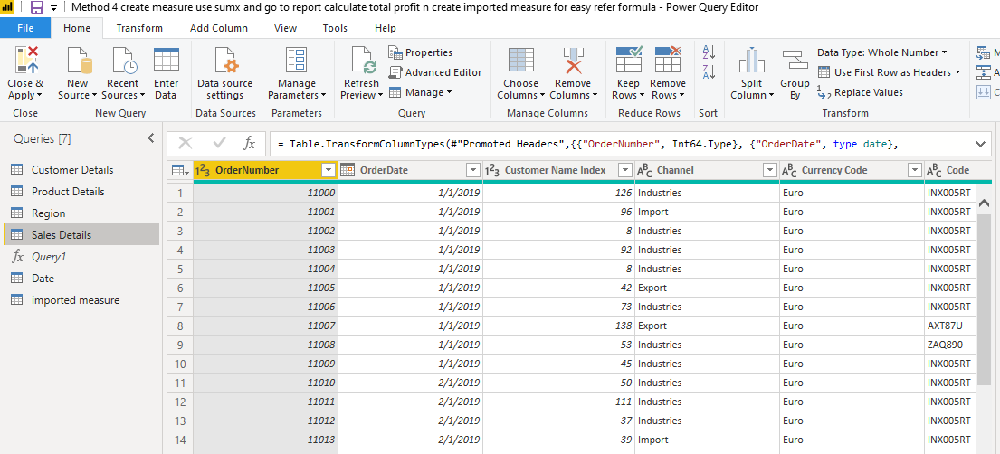 Method 4 create measure use sumx and go to report calculate total profit n create imported measure for easy refer formula - Power Query Editor
File Home Transform Add Column View Tools Help
Close & Apply
New Source
Recent Sources
Enter Data
Data source settings
Manage Parameters
Refresh Preview
Properties
Advanced Editor
Manage
Choose Columns
Remove Columns
Keep Rows
Remove Rows
Split Column
Group By
Data Type: Whole Number
Use First Row as Headers
Replace Values
Close New Query Data Sources Parameters Query Manage Columns Reduce Rows Sort Transform
Queries [7]
Customer Details
Product Details
Region
Sales Details
Query1
Date
imported measure
fx = Table.TransformColumnTypes(#"Promoted Headers",{{"OrderNumber", Int64.Type}, {"OrderDate", type date},
123 OrderNumber OrderDate 123 Customer Name Index ABC Channel ABC Currency Code ABC Code
1 11000 1/1/2019 126 Industries Euro INX005RT
2 11001 1/1/2019 96 Import Euro INX005RT
3 11002 1/1/2019 8 Industries Euro INX005RT
4 11003 1/1/2019 92 Industries Euro INX005RT
5 11004 1/1/2019 8 Industries Euro INX005RT
6 11005 1/1/2019 42 Export Euro INX005RT
7 11006 1/1/2019 73 Industries Euro INX005RT
8 11007 1/1/2019 138 Export Euro AXT87U
9 11008 1/1/2019 53 Industries Euro ZAQ890
10 11009 1/1/2019 45 Industries Euro INX005RT
11 11010 2/1/2019 50 Industries Euro INX005RT
12 11011 2/1/2019 111 Industries Euro INX005RT
13 11012 2/1/2019 37 Industries Euro INX005RT
14 11013 2/1/2019 39 Import Euro INX005RT